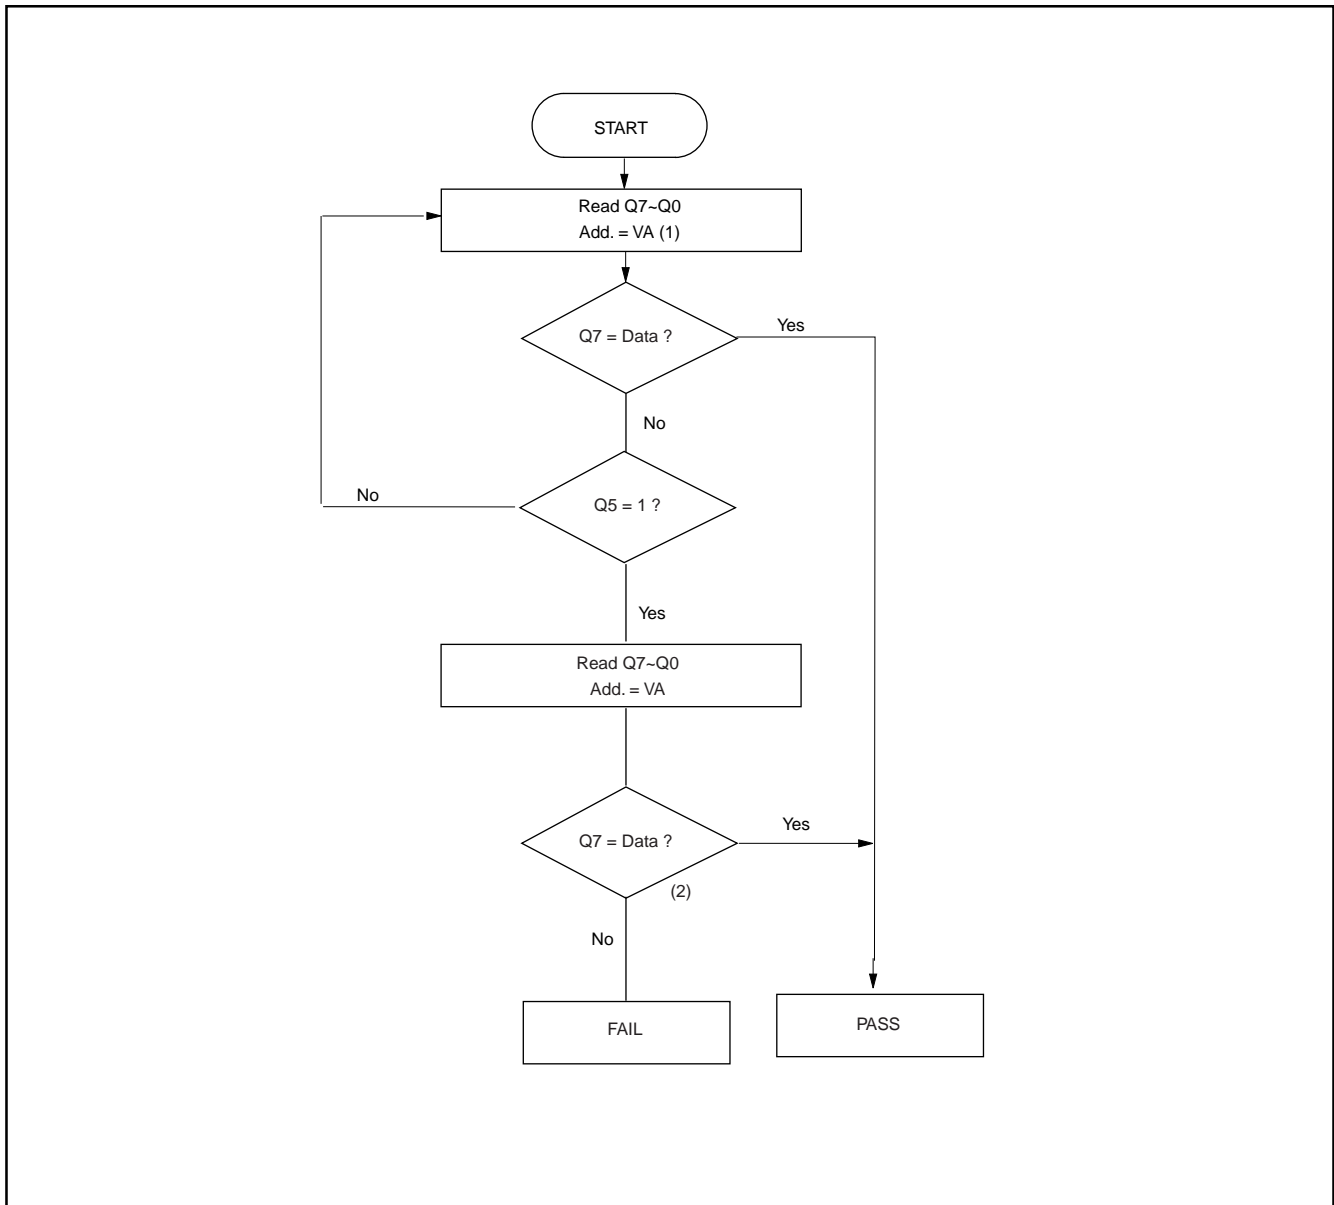 START
Read Q7~Q0
Add. = VA (1)
Q7 = Data ?
Yes
No
Q5 = 1 ?
No
Yes
Read Q7~Q0
Add. = VA
Q7 = Data ?
Yes
(2)
No
FAIL
PASS